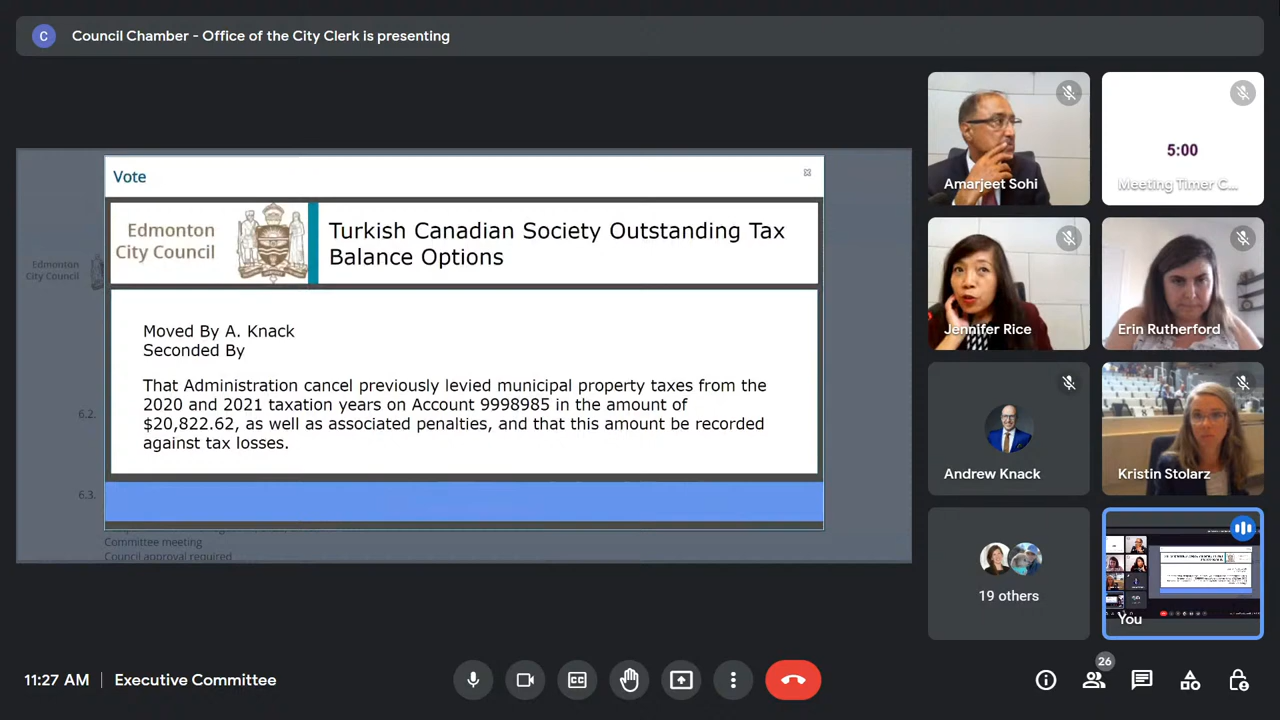 C Council Chamber - Office of the City Clerk is presenting
Vote
Edmonton
City Council
Turkish Canadian Society Outstanding Tax
Balance Options
Moved By A. Knack
Seconded By
That Administration cancel previously levied municipal property taxes from the
2020 and 2021 taxation years on Account 9998985 in the amount of
$20,822.62, as well as associated penalties, and that this amount be recorded
against tax losses.
Edmonton
City Council
6.2.
6.3.
Committee meeting
Council approval required
Amarjeet Sohi
5:00
Meeting Timer C...
Jennifer Rice
Erin Rutherford
Andrew Knack
Kristin Stolarz
19 others
You
11:27 AM | Executive Committee
26